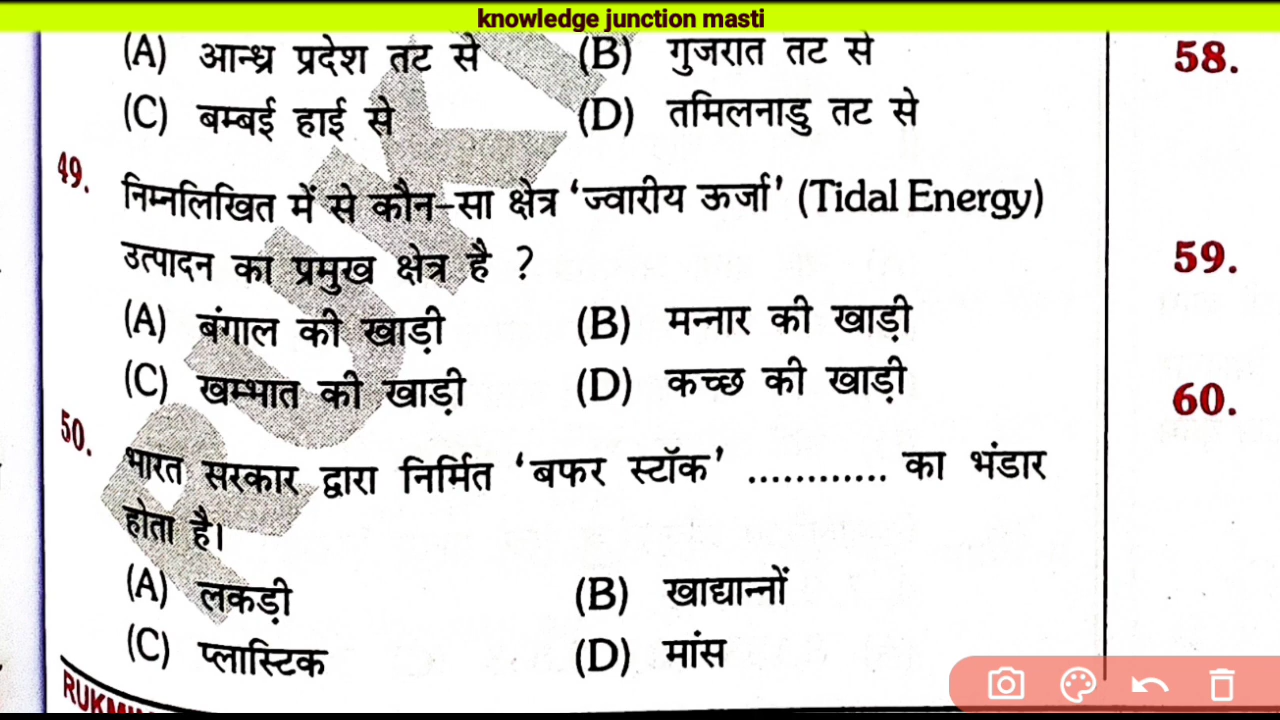 knowledge junction masti
(A) आन्ध्र प्रदेश तट से (B) गुजरात तट से
(C) बम्बई हाई से (D) तमिलनाडु तट से
49. निम्नलिखित में से कौन-सा क्षेत्र ‘ज्वारीय ऊर्जा’ (Tidal Energy)
उत्पादन का प्रमुख क्षेत्र है ?
(A) बंगाल की खाड़ी (B) मन्नार की खाड़ी
(C) खम्भात की खाड़ी (D) कच्छ की खाड़ी
50. भारत सरकार द्वारा निर्मित ‘बफर स्टॉक’ ............ का भंडार
होता है।
(A) लकड़ी (B) खाद्यान्नों
(C) प्लास्टिक (D) मांस
58.
59.
60.